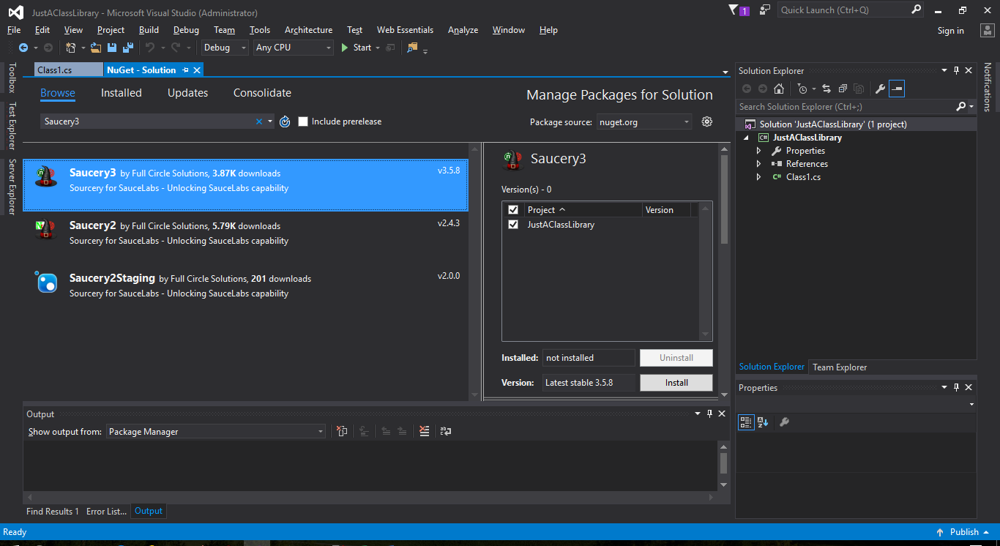 JustAClassLibrary - Microsoft Visual Studio (Administrator)
1
Quick Launch (Ctrl+Q)
File Edit View Project Build Debug Team Tools Architecture Test Web Essentials Analyze Window Help
Sign in
Debug Any CPU Start
Toolbox
Test Explorer
Server Explorer
Class1.cs NuGet - Solution
Browse Installed Updates Consolidate
Manage Packages for Solution
Saucery3
Include prerelease
Package source: nuget.org
Saucery3 by Full Circle Solutions, 3.87K downloads v3.5.8
Sourcery for SauceLabs - Unlocking SauceLabs capability
Saucery2 by Full Circle Solutions, 5.79K downloads v2.4.3
Sourcery for SauceLabs - Unlocking SauceLabs capability
Saucery2Staging by Full Circle Solutions, 201 downloads v2.0.0
Sourcery for SauceLabs - Unlocking SauceLabs capability
Saucery3
Version(s) - 0
Project Version
JustAClassLibrary
Installed: not installed Uninstall
Version: Latest stable 3.5.8 Install
Output
Show output from: Package Manager
Find Results 1 Error List... Output
Solution Explorer
Search Solution Explorer (Ctrl+;)
Solution 'JustAClassLibrary' (1 project)
C# JustAClassLibrary
Properties
References
C# Class1.cs
Solution Explorer Team Explorer
Properties
Notifications
Ready
Publish